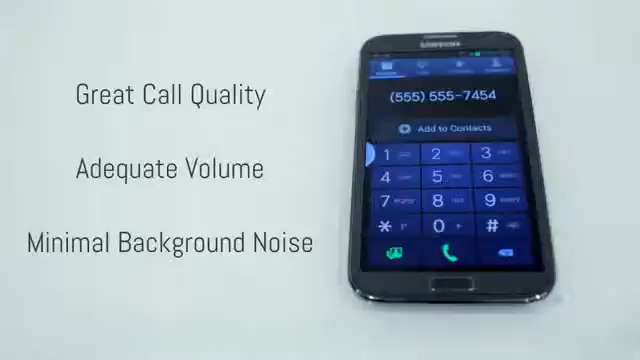 Great Call Quality
Adequate Volume
Minimal Background Noise
SAMSUNG
(555) 555-7454
Add to Contacts
1 2 3
4 5 6
7 8 9
* 0 + #